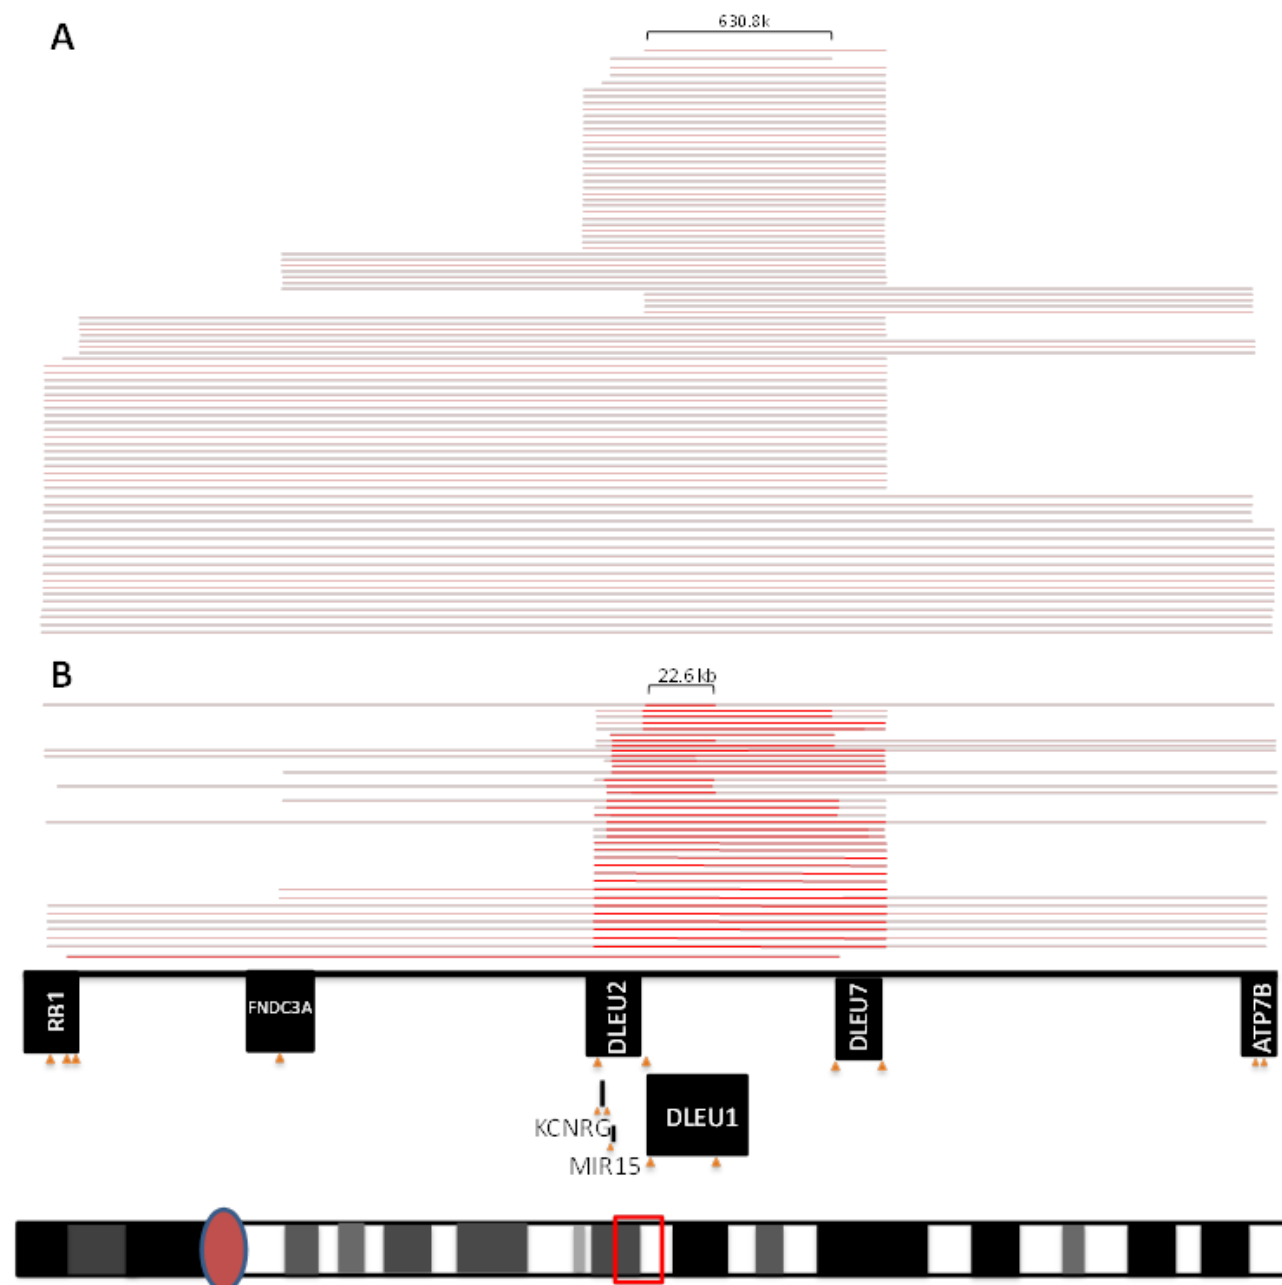 A
630.8k
B
22.6 kb
RB1
FNDC3A
DLEU2
DLEU7
ATP7B
DLEU1
KCNRG
MIR15